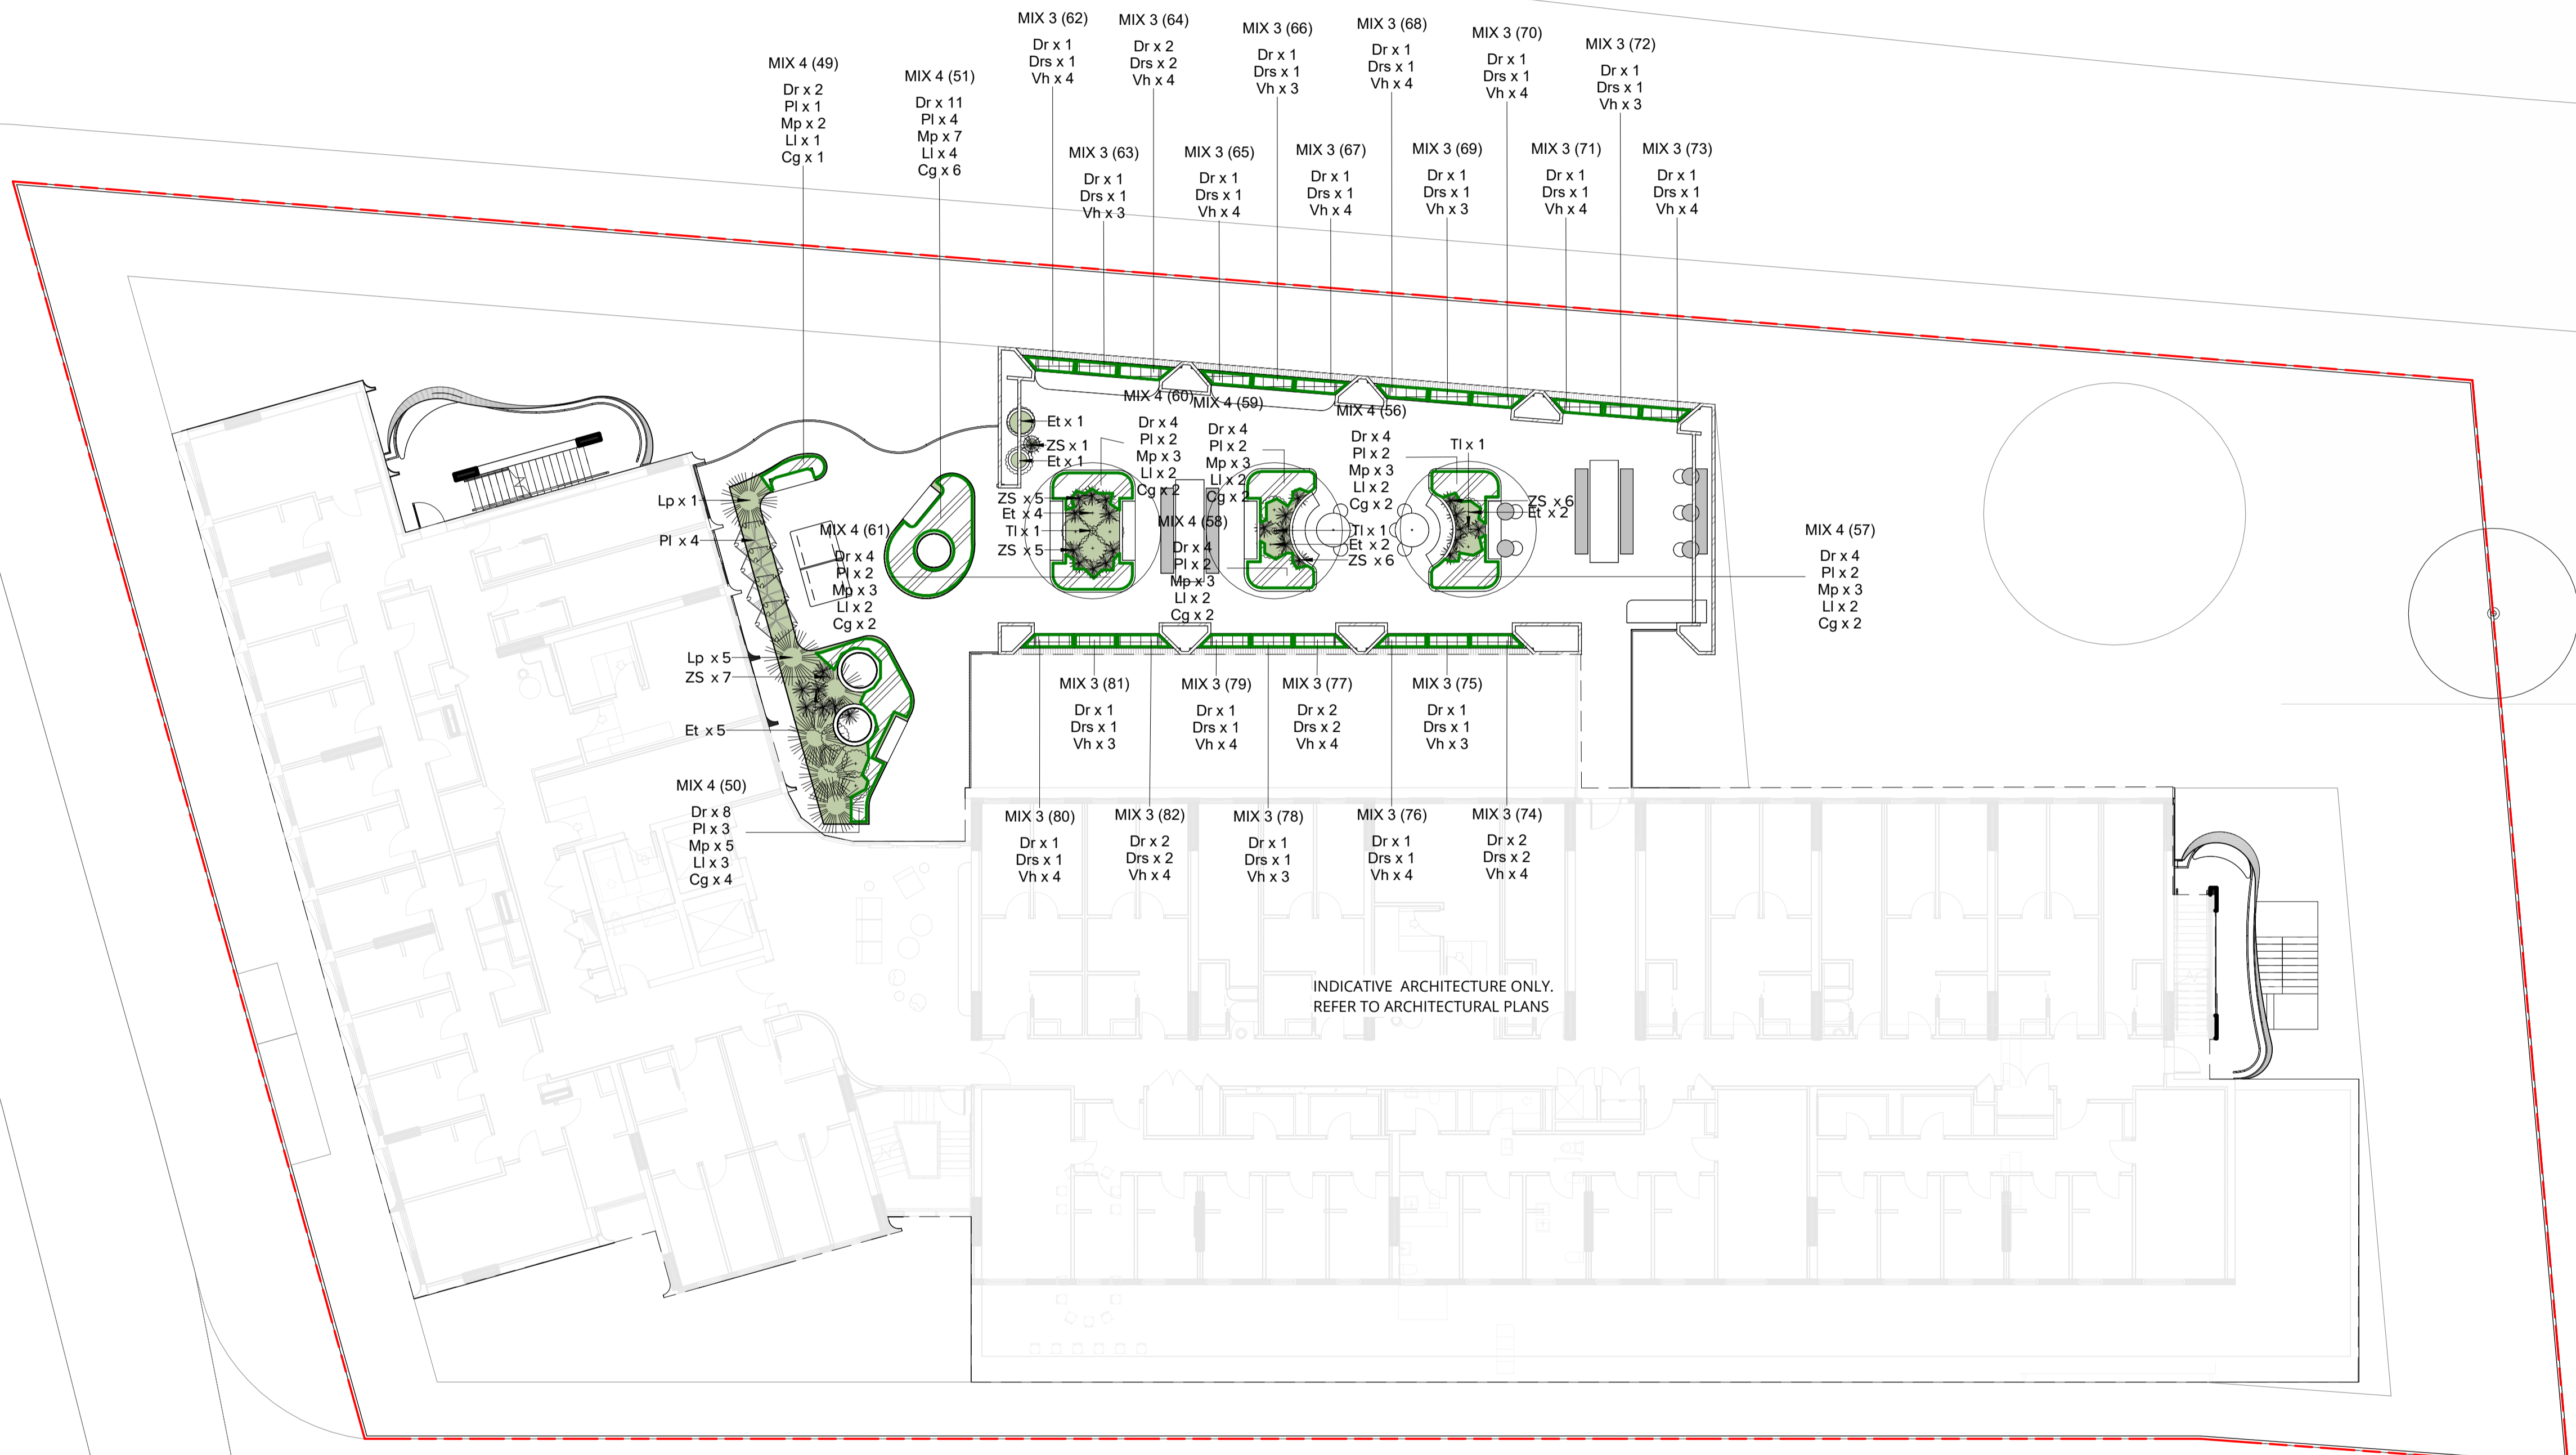 MIX 3 (62)
Dr x 1
Drs x 1
Vh x 4
MIX 3 (64)
Dr x 2
Drs x 2
Vh x 4
MIX 3 (66)
Dr x 1
Drs x 1
Vh x 3
MIX 3 (68)
Dr x 1
Drs x 1
Vh x 4
MIX 3 (70)
Dr x 1
Drs x 1
Vh x 4
MIX 3 (72)
Dr x 1
Drs x 1
Vh x 3
MIX 4 (49)
Dr x 2
Pl x 1
Mp x 2
Ll x 1
Cg x 1
MIX 4 (51)
Dr x 11
Pl x 4
Mp x 7
Ll x 4
Cg x 6
MIX 3 (63)
Dr x 1
Drs x 1
Vh x 3
MIX 3 (65)
Dr x 1
Drs x 1
Vh x 4
MIX 3 (67)
Dr x 1
Drs x 1
Vh x 4
MIX 3 (69)
Dr x 1
Drs x 1
Vh x 3
MIX 3 (71)
Dr x 1
Drs x 1
Vh x 4
MIX 3 (73)
Dr x 1
Drs x 1
Vh x 4
Et x 1
ZS x 1
Et x 1
MIX 4 (60)
Dr x 4
Pl x 2
Mp x 3
Ll x 2
Cg x 2
MIX 4 (59)
Dr x 4
Pl x 2
Mp x 3
Ll x 2
Cg x 2
MIX 4 (56)
Dr x 4
Pl x 2
Mp x 3
Ll x 2
Cg x 2
Tl x 1
ZS x 6
Et x 2
Lp x 1
Pl x 4
ZS x 5
Et x 4
Tl x 1
ZS x 5
Tl x 1
Et x 2
ZS x 6
MIX 4 (61)
Dr x 4
Pl x 2
Mp x 3
Ll x 2
Cg x 2
MIX 4 (58)
Dr x 4
Pl x 2
Mp x 3
Ll x 2
Cg x 2
MIX 4 (57)
Dr x 4
Pl x 2
Mp x 3
Ll x 2
Cg x 2
Lp x 5
ZS x 7
Et x 5
MIX 3 (81)
Dr x 1
Drs x 1
Vh x 3
MIX 3 (79)
Dr x 1
Drs x 1
Vh x 4
MIX 3 (77)
Dr x 2
Drs x 2
Vh x 4
MIX 3 (75)
Dr x 1
Drs x 1
Vh x 3
MIX 4 (50)
Dr x 8
Pl x 3
Mp x 5
Ll x 3
Cg x 4
MIX 3 (80)
Dr x 1
Drs x 1
Vh x 4
MIX 3 (82)
Dr x 2
Drs x 2
Vh x 4
MIX 3 (78)
Dr x 1
Drs x 1
Vh x 3
MIX 3 (76)
Dr x 1
Drs x 1
Vh x 4
MIX 3 (74)
Dr x 2
Drs x 2
Vh x 4
INDICATIVE ARCHITECTURE ONLY.
REFER TO ARCHITECTURAL PLANS